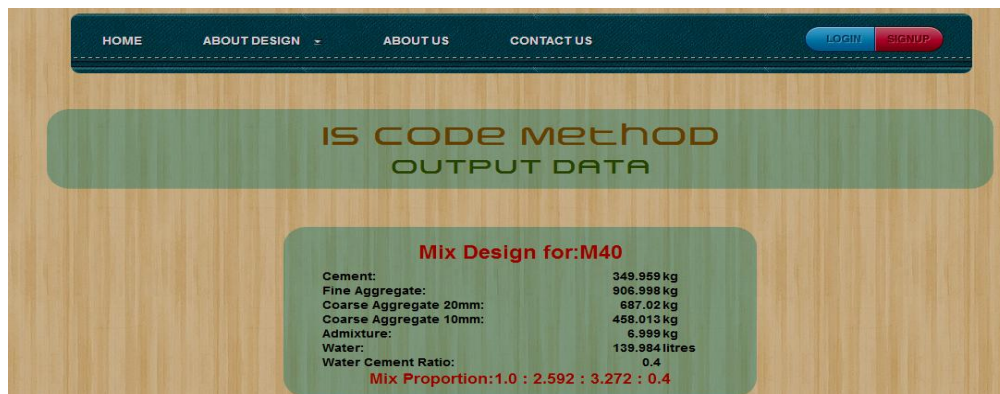 HOME ABOUT DESIGN ABOUT US CONTACT US LOGIN SIGNUP
IS CODE Method
OUTPUT DATA
Mix Design for:M40
Cement: 349.959 kg
Fine Aggregate: 906.998 kg
Coarse Aggregate 20mm: 687.02 kg
Coarse Aggregate 10mm: 458.013 kg
Admixture: 6.999 kg
Water: 139.984 litres
Water Cement Ratio: 0.4
Mix Proportion:1.0 : 2.592 : 3.272 : 0.4